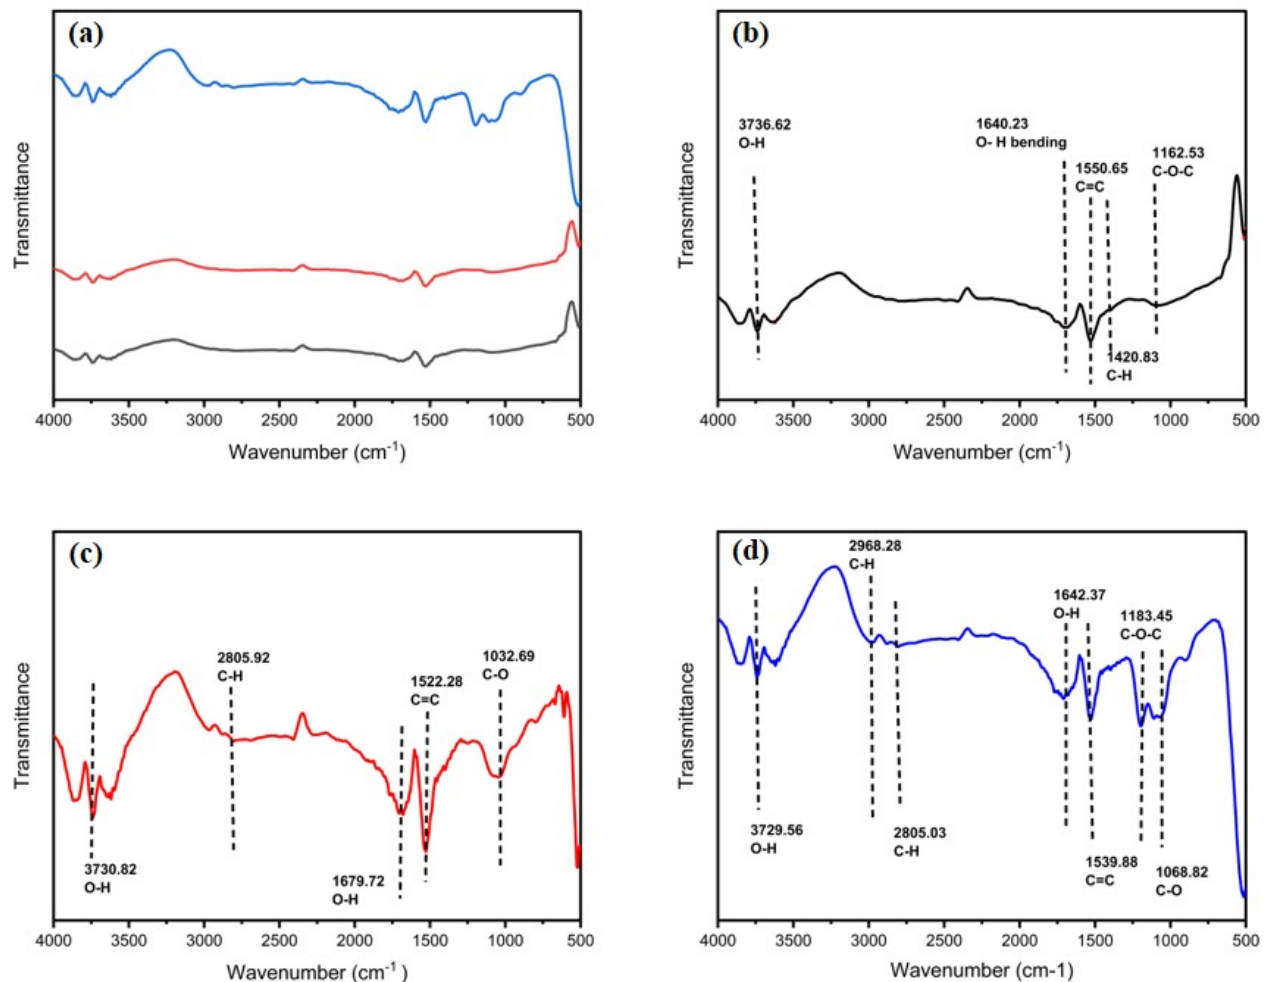 (a)
Transmittance
4000 3500 3000 2500 2000 1500 1000 500
Wavenumber (cm-1)
(b)
3736.62
O-H
1640.23
O- H bending
1550.65
C=C
1162.53
C-O-C
1420.83
C-H
Transmittance
4000 3500 3000 2500 2000 1500 1000 500
Wavenumber (cm-1)
(c)
2805.92
C-H
1522.28
C=C
1032.69
C-O
3730.82
O-H
1679.72
O-H
Transmittance
4000 3500 3000 2500 2000 1500 1000 500
Wavenumber (cm-1)
(d)
2968.28
C-H
1642.37
O-H
1183.45
C-O-C
3729.56
O-H
2805.03
C-H
1539.88
C=C
1068.82
C-O
Transmittance
4000 3500 3000 2500 2000 1500 1000 500
Wavenumber (cm-1)